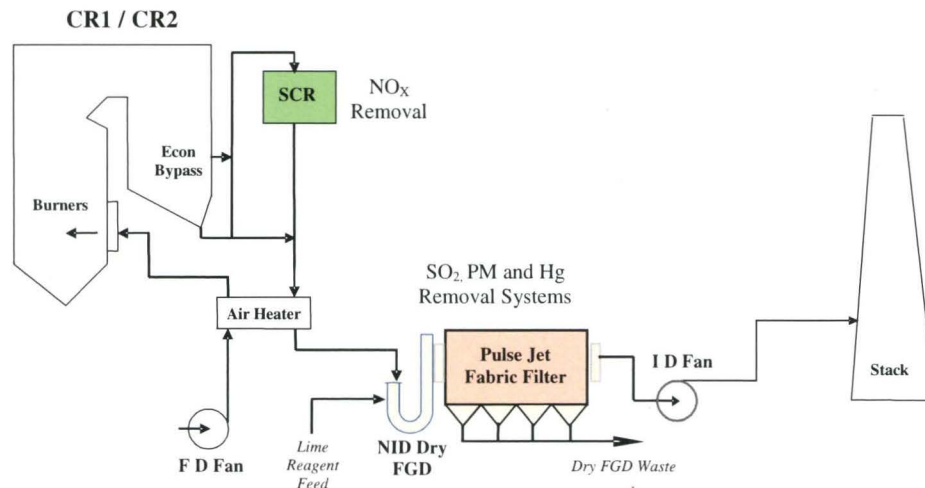 CR1 / CR2
SCR
NOX
Removal
Econ
Bypass
Burners
SO2, PM and Hg
Removal Systems
Air Heater
Pulse Jet
Fabric Filter
I D Fan
Stack
F D Fan
Lime
Reagent
Feed
NID Dry
FGD
Dry FGD Waste